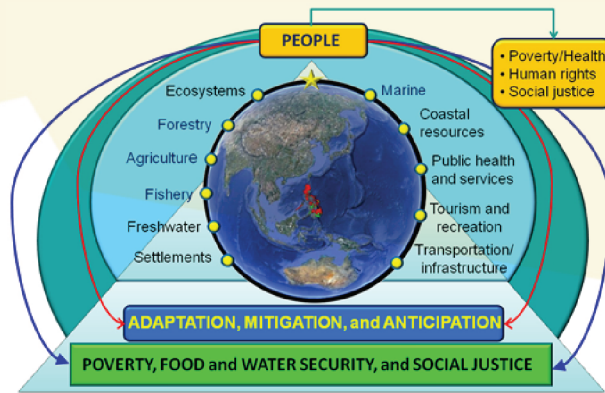 PEOPLE
• Poverty/Health
• Human rights
• Social justice
Ecosystems
Forestry
Agriculture
Fishery
Freshwater
Settlements
Marine
Coastal
resources
Public health
and services
Tourism and
recreation
Transportation/
infrastructure
ADAPTATION, MITIGATION, and ANTICIPATION
POVERTY, FOOD and WATER SECURITY, and SOCIAL JUSTICE